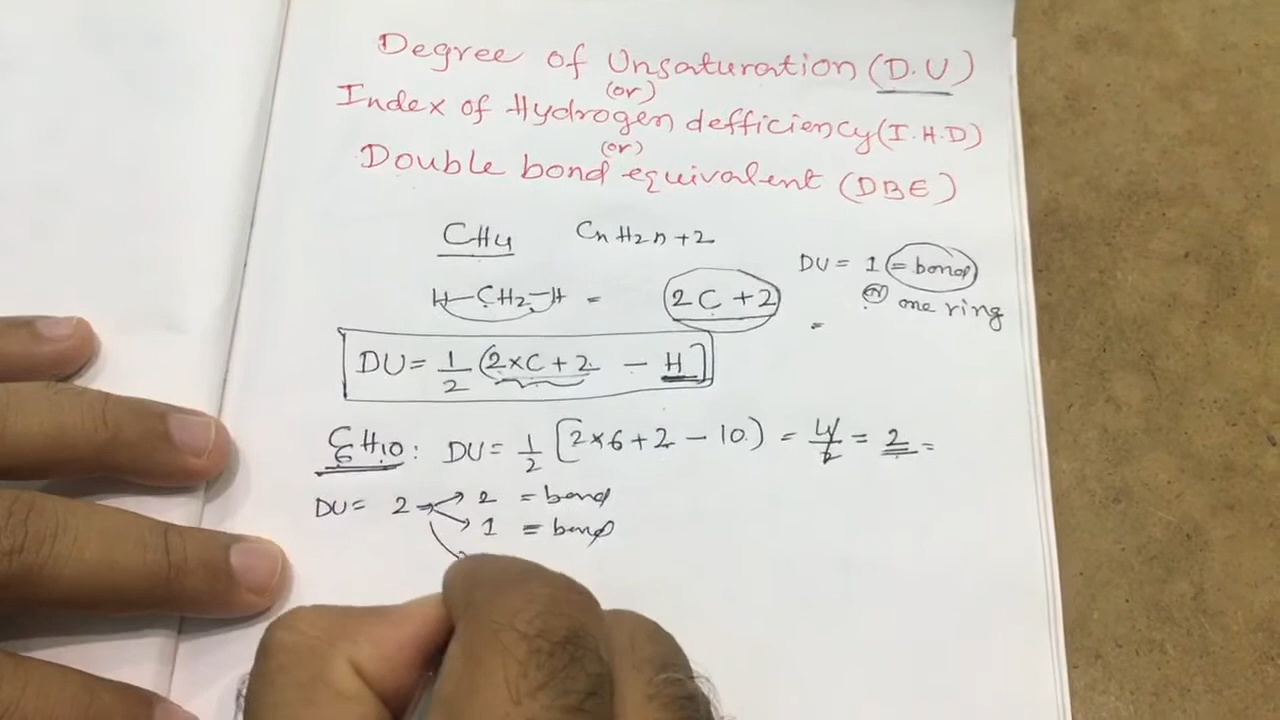 Degree of Unsaturation (D.U)
(or)
Index of Hydrogen defficiency (I.H.D)
(or)
Double bond equivalent (DBE)
CH4 CnH2n+2
DU = 1 = bond
(or) one ring
H-CH2-H = 2C+2
=
DU = 1/2 (2×C+2 - H]
C6H10: DU = 1/2 [2×6+2-10) = 4/2 = 2 =
DU = 2 → 2 = bond
→ 1 ≡ bond